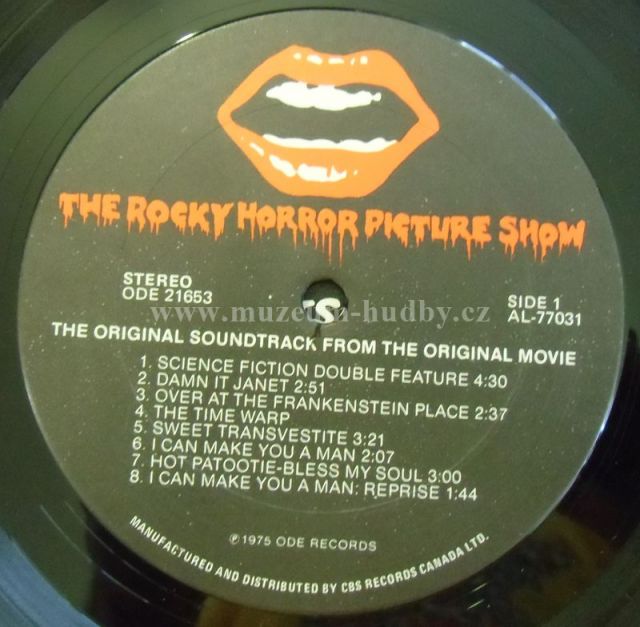 THE ROCKY HORROR PICTURE SHOW
STEREO
ODE 21653
SIDE 1
AL-77031
www.muzeum-hudby.cz
THE ORIGINAL SOUNDTRACK FROM THE ORIGINAL MOVIE
1. SCIENCE FICTION DOUBLE FEATURE 4:30
2. DAMN IT JANET 2:51
3. OVER AT THE FRANKENSTEIN PLACE 2:37
4. THE TIME WARP
5. SWEET TRANSVESTITE 3:21
6. I CAN MAKE YOU A MAN 2:07
7. HOT PATOOTIE-BLESS MY SOUL 3:00
8. I CAN MAKE YOU A MAN: REPRISE 1:44
℗1975 ODE RECORDS
MANUFACTURED AND DISTRIBUTED BY CBS RECORDS CANADA LTD.